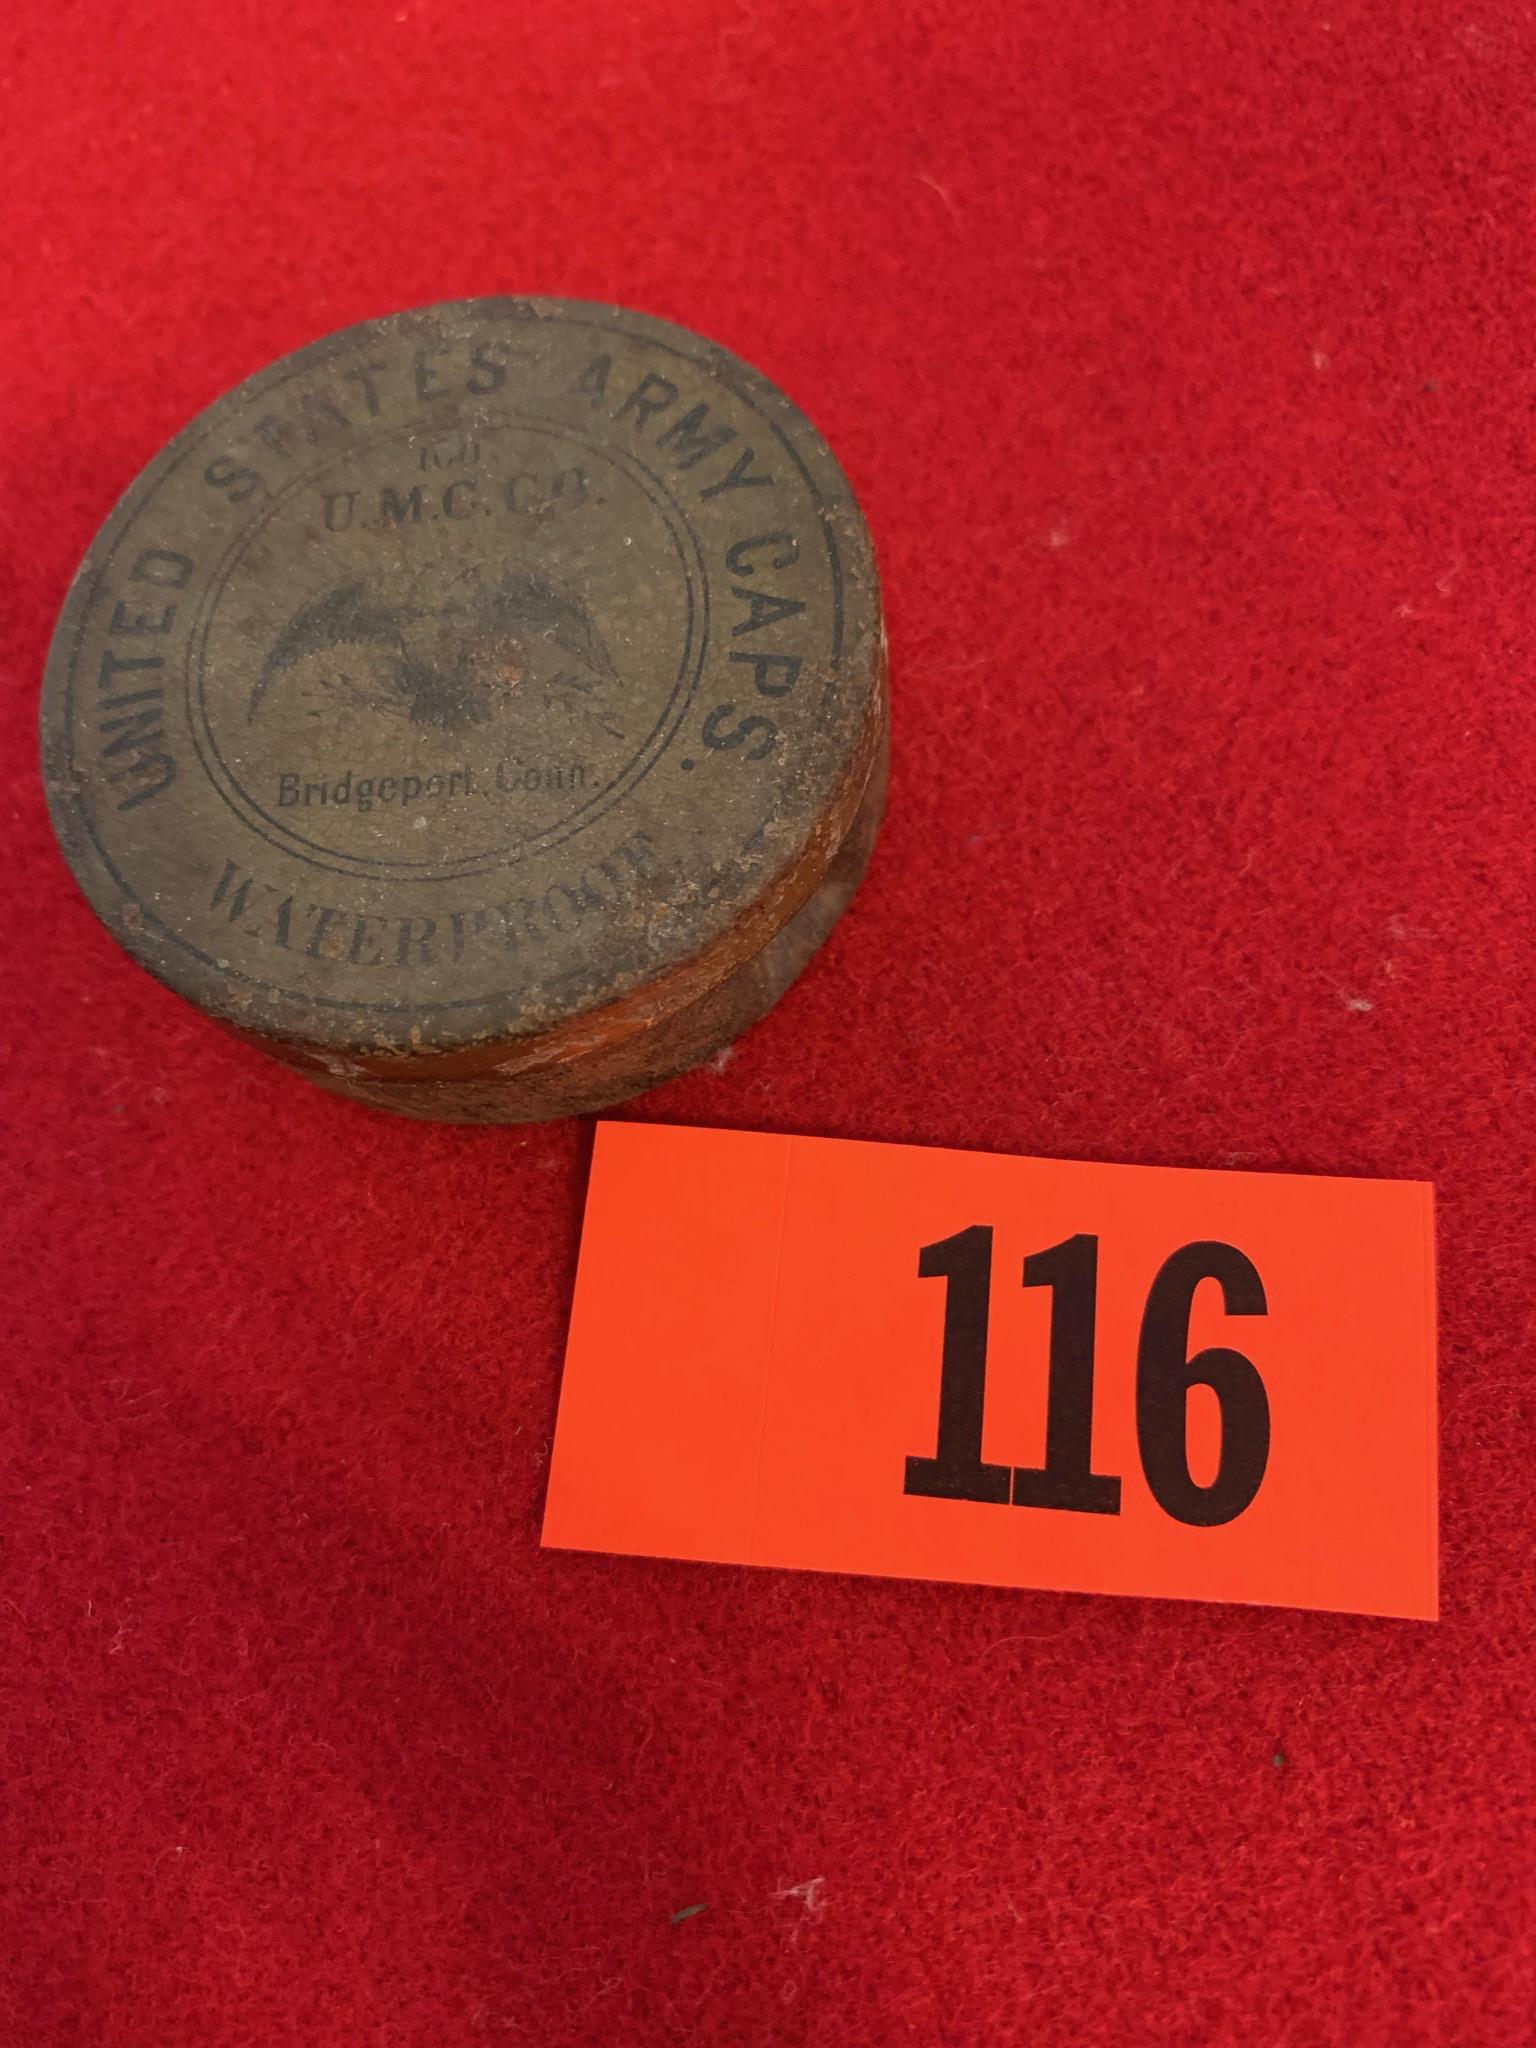 UNITED STATES ARMY CAPS.
U.M.C.CO.
Bridgeport, Conn.
WATERPROOF
116